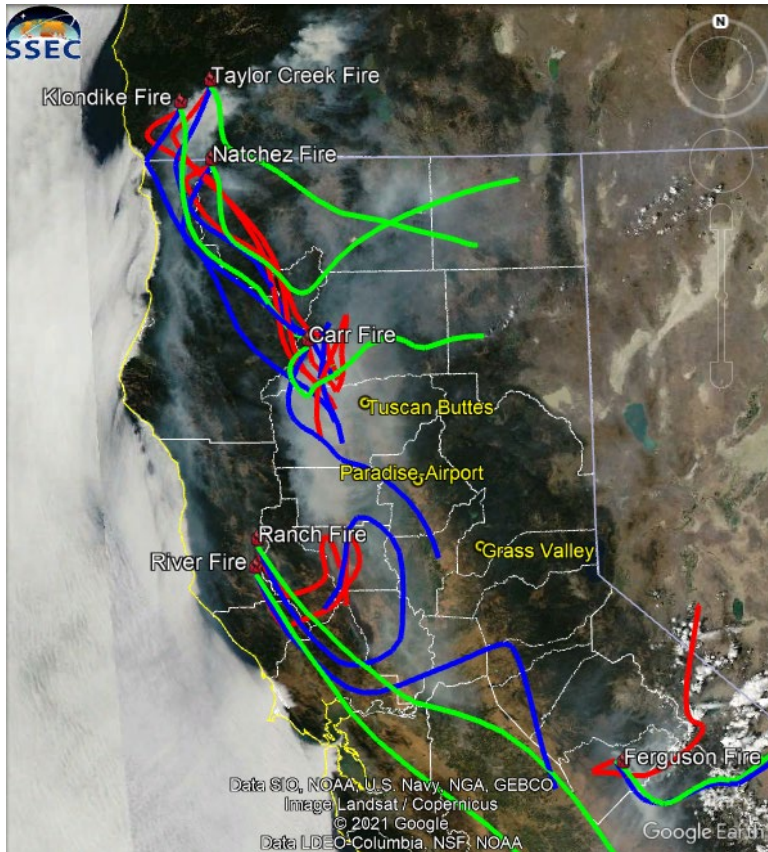 SSEC
N
Taylor Creek Fire
Klondike Fire
Natchez Fire
Carr Fire
Tuscan Buttes
Paradise Airport
Ranch Fire
Grass Valley
River Fire
Ferguson Fire
Data SIO, NOAA, U.S. Navy, NGA, GEBCO
Image Landsat / Copernicus
© 2021 Google
Data LDEO-Columbia, NSF, NOAA
Google Earth